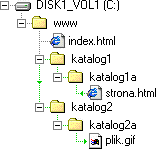 DISK1_VOL1 (C:)
www
index.html
katalog1
katalog1a
strona.html
katalog2
katalog2a
plik.gif